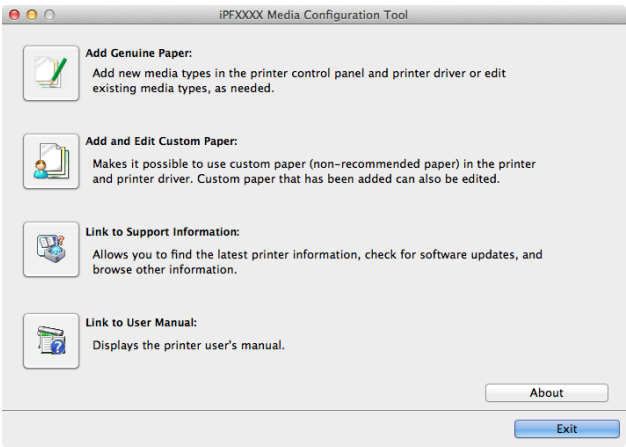 iPFXXXX Media Configuration Tool
Add Genuine Paper:
Add new media types in the printer control panel and printer driver or edit
existing media types, as needed.
Add and Edit Custom Paper:
Makes it possible to use custom paper (non-recommended paper) in the printer
and printer driver. Custom paper that has been added can also be edited.
Link to Support Information:
Allows you to find the latest printer information, check for software updates, and
browse other information.
Link to User Manual:
Displays the printer user's manual.
About
Exit